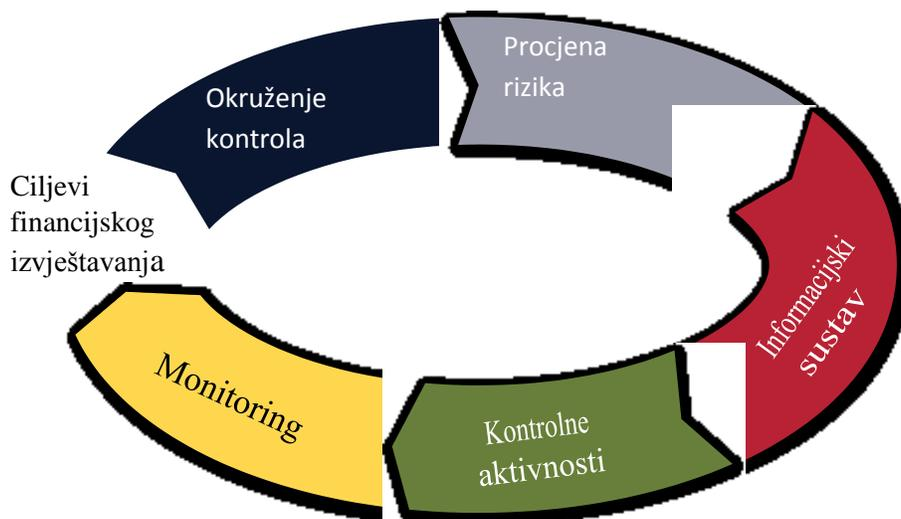 Procjena
rizika
Okruženje
kontrola
Ciljevi
financijskog
izvještavanja
Informacijski
sustav
Kontrolne
aktivnosti
Monitoring